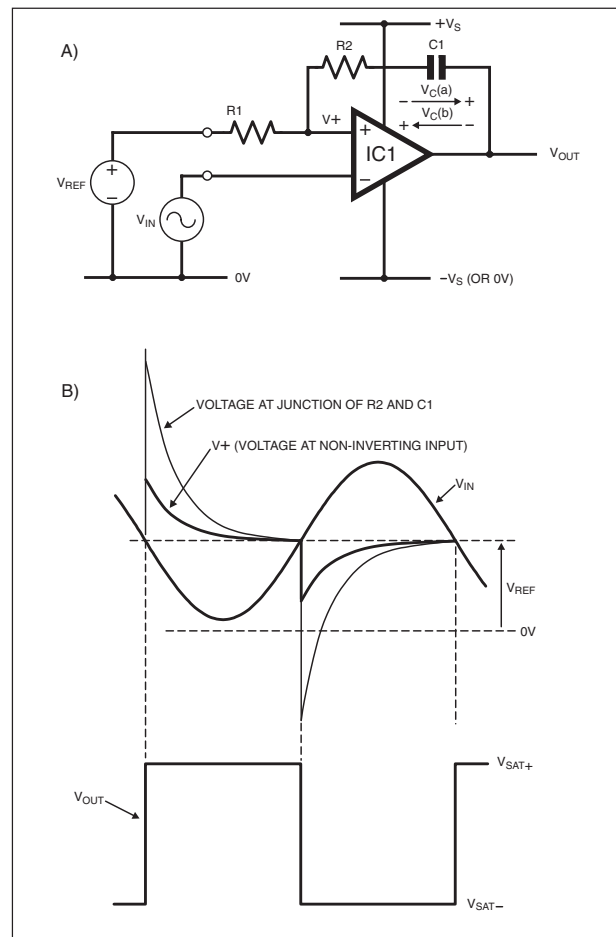 A)
+VS
R2
C1
VC(a)
− +
VC(b)
+ −
R1
V+
+
IC1
−
VOUT
VREF
+
−
VIN
0V
−VS (OR 0V)
B)
VOLTAGE AT JUNCTION OF R2 AND C1
V+ (VOLTAGE AT NON-INVERTING INPUT)
VIN
VREF
0V
VSAT+
VOUT
VSAT−